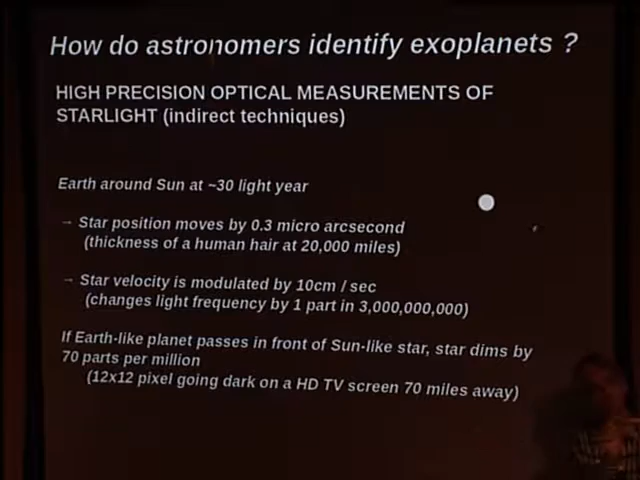 How do astronomers identify exoplanets ?
HIGH PRECISION OPTICAL MEASUREMENTS OF
STARLIGHT (indirect techniques)
Earth around Sun at ~30 light year
→ Star position moves by 0.3 micro arcsecond
(thickness of a human hair at 20,000 miles)
→ Star velocity is modulated by 10cm / sec
(changes light frequency by 1 part in 3,000,000,000)
If Earth-like planet passes in front of Sun-like star, star dims by
70 parts per million
(12x12 pixel going dark on a HD TV screen 70 miles away)